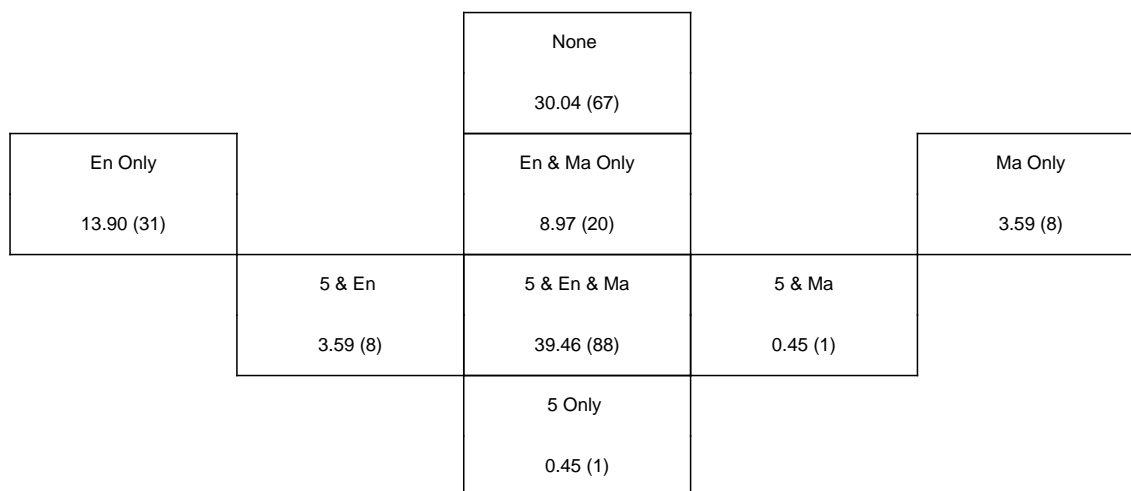 None
30.04 (67)
En Only
En & Ma Only
Ma Only
13.90 (31)
8.97 (20)
3.59 (8)
5 & En
5 & En & Ma
5 & Ma
3.59 (8)
39.46 (88)
0.45 (1)
5 Only
0.45 (1)